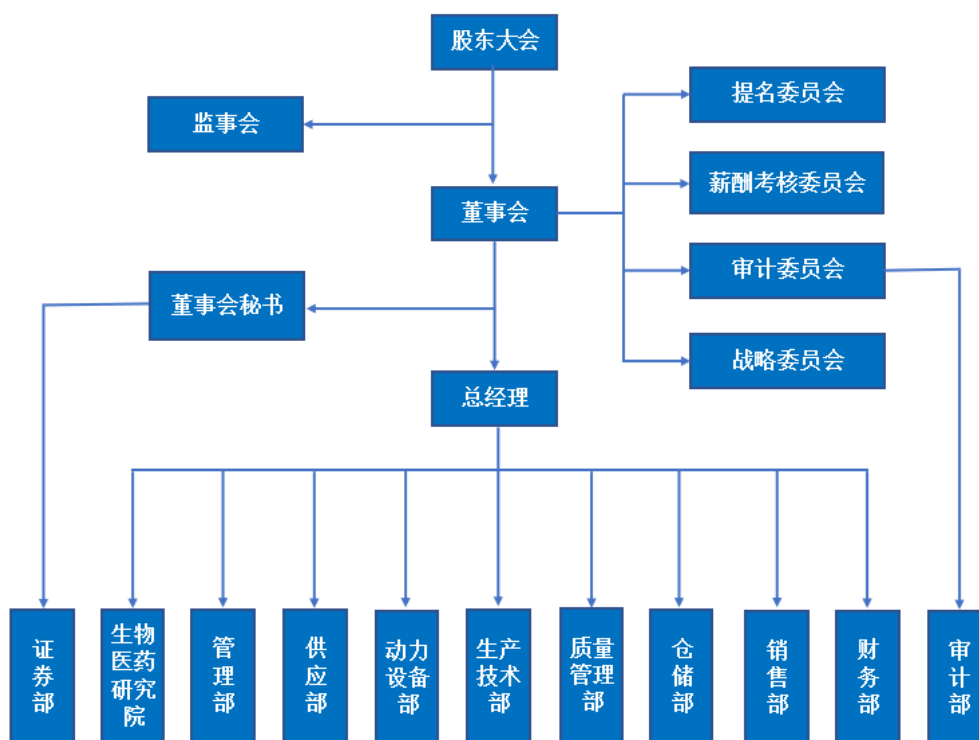 股东大会
提名委员会
监事会
薪酬考核委员会
董事会
审计委员会
董事会秘书
战略委员会
总经理
证
券
部
生物
医药
研究
院
管
理
部
供
应
部
动力
设备
部
生产
技术
部
质量
管理
部
仓
储
部
销
售
部
财
务
部
审
计
部